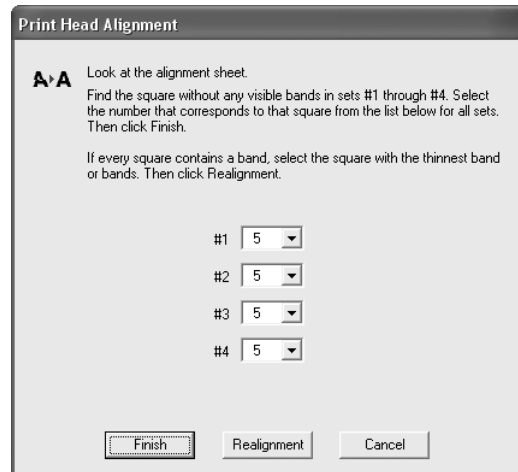 Print Head Alignment
A▸A
Look at the alignment sheet.
Find the square without any visible bands in sets #1 through #4. Select
the number that corresponds to that square from the list below for all sets.
Then click Finish.
If every square contains a band, select the square with the thinnest band
or bands. Then click Realignment.
#1 5
#2 5
#3 5
#4 5
Finish Realignment Cancel